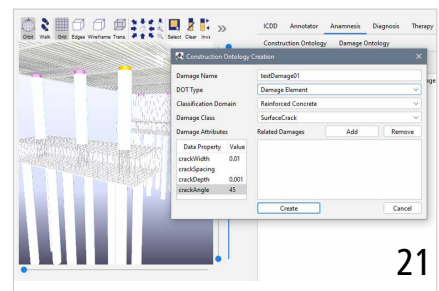 ICDD Annotator Anamnesis Diagnosis Therapy
Orbit Walk Grid Edges Wireframe Trans. Select Clear
Construction Ontology Damage Ontology
Construction Ontology Creation
Damage Name testDamage01
DOT Type Damage Element
Classification Domain Reinforced Concrete
Damage Class SurfaceCrack
Damage Attributes Related Damages Add Remove
Data Property Value
crackWidth 0.01
crackSpacing
crackDepth 0.001
crackAngle 45
Create Cancel
21